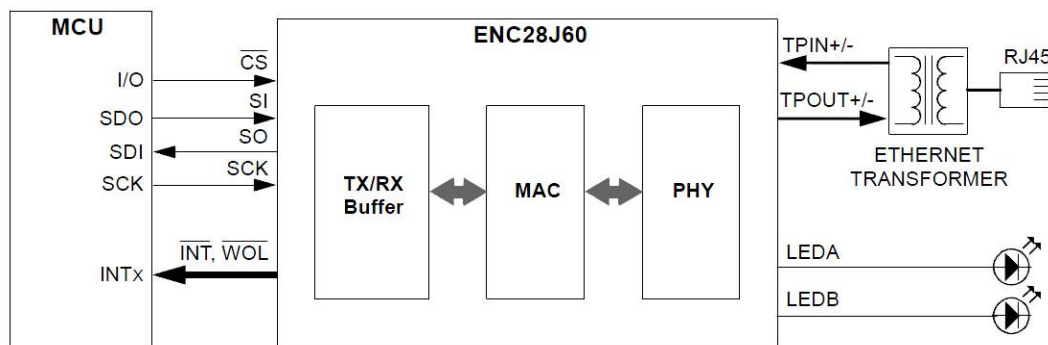 MCU
I/O
SDO
SDI
SCK
INTx
CS
SI
SO
SCK
INT, WOL
ENC28J60
TX/RX
Buffer
MAC
PHY
TPIN+/-
TPOUT+/-
RJ45
ETHERNET
TRANSFORMER
LEDA
LEDB